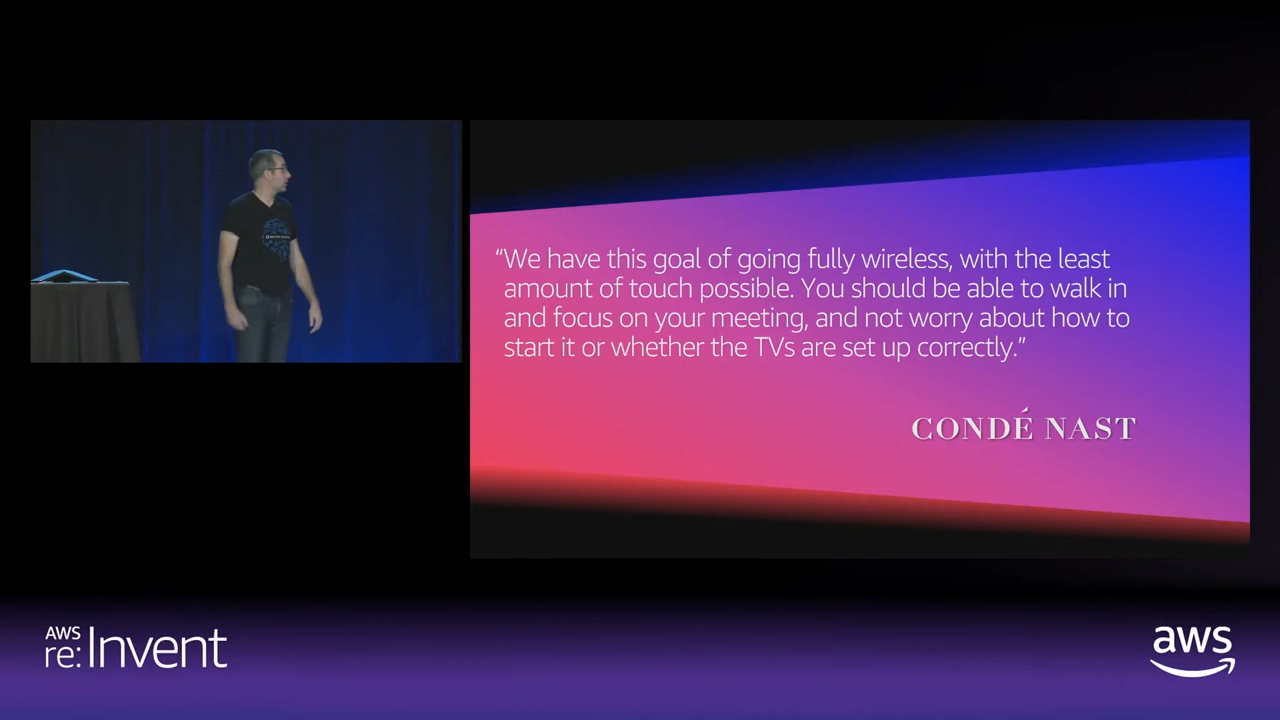 “We have this goal of going fully wireless, with the least
amount of touch possible. You should be able to walk in
and focus on your meeting, and not worry about how to
start it or whether the TVs are set up correctly.”
CONDÉ NAST
AWS
re:Invent
aws